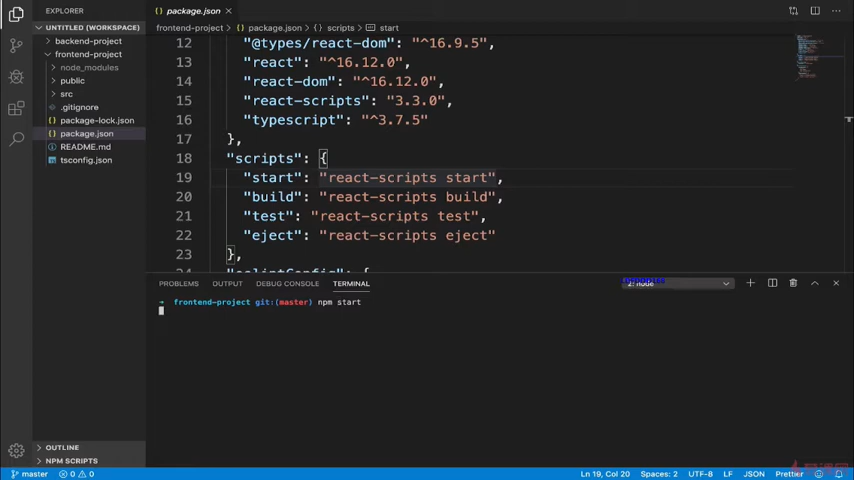 EXPLORER
package.json
UNTITLED (WORKSPACE)
frontend-project
package.json
scripts
start
backend-project
frontend-project
node_modules
public
src
.gitignore
package-lock.json
package.json
README.md
tsconfig.json
12 "@types/react-dom": "^16.9.5",
13 "react": "^16.12.0",
14 "react-dom": "^16.12.0",
15 "react-scripts": "3.3.0",
16 "typescript": "^3.7.5"
17 },
18 "scripts": {
19 "start": "react-scripts start",
20 "build": "react-scripts build",
21 "test": "react-scripts test",
22 "eject": "react-scripts eject"
23 },
24 "eslintConfig": {
PROBLEMS
OUTPUT
DEBUG CONSOLE
TERMINAL
2: node
→ frontend-project git:(master) npm start
OUTLINE
NPM SCRIPTS
master
0
0
Ln 19, Col 20
Spaces: 2
UTF-8
LF
JSON
Prettier